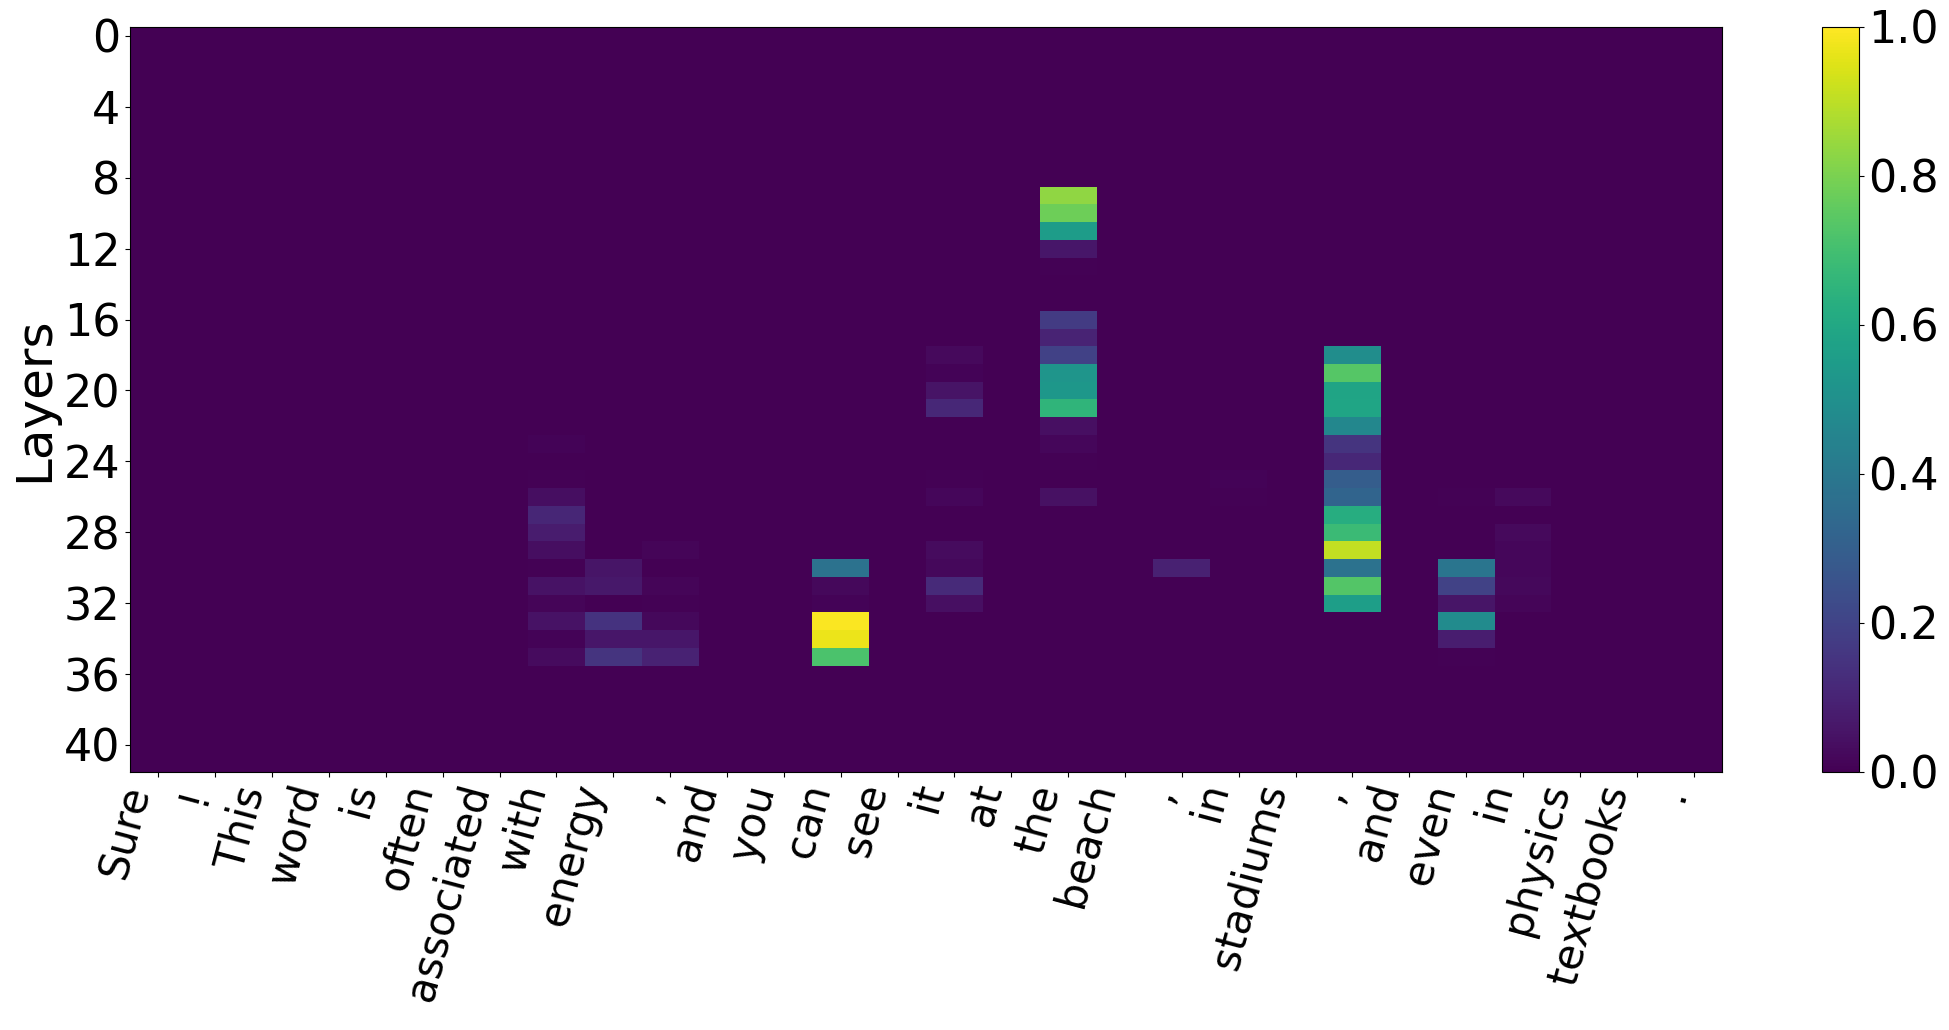 Layers
0
4
8
12
16
20
24
28
32
36
40
Sure
!
This
word
is
often
associated
with
energy
,
and
you
can
see
it
at
the
beach
,
in
stadiums
,
and
even
in
physics
textbooks
.
1.0
0.8
0.6
0.4
0.2
0.0